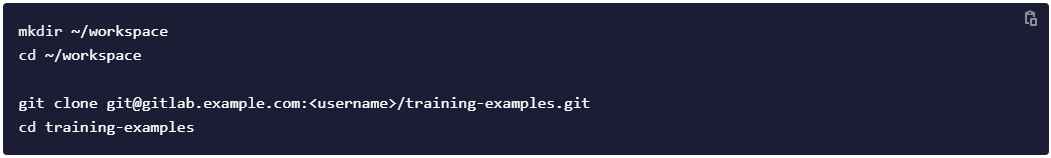 mkdir ~/workspace
cd ~/workspace
git clone git@gitlab.example.com:<username>/training-examples.git
cd training-examples